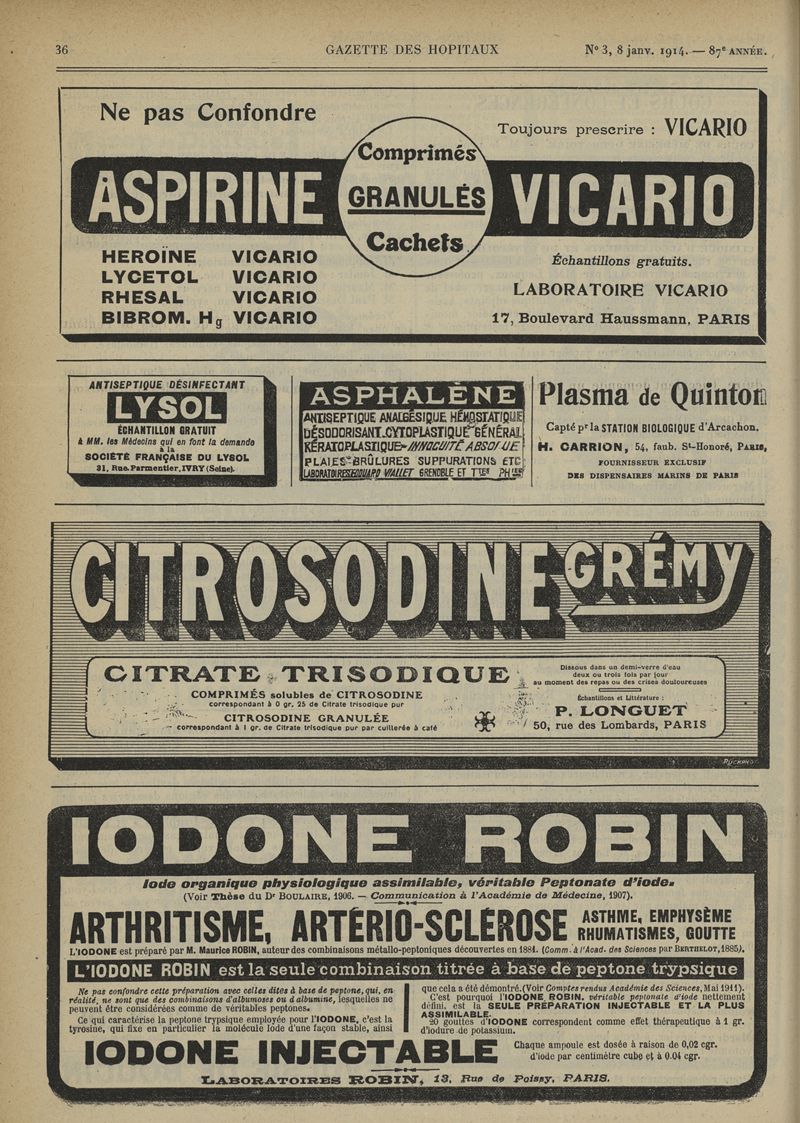 36
GAZETTE DES HOPITAUX
N° 3, 8 janv. 1914. — 87e ANNÉE.
Ne pas Confondre
Toujours prescrire : VICARIO
Comprimés
ASPIRINE GRANULÉS VICARIO
Cachets
HEROÏNE VICARIO
LYCETOL VICARIO
RHESAL VICARIO
BIBROM. Hg VICARIO
Échantillons gratuits.
LABORATOIRE VICARIO
17, Boulevard Haussmann, PARIS
ANTISEPTIQUE DÉSINFECTANT
LYSOL
ÉCHANTILLON GRATUIT
à MM. les Médecins qui en font la demande
à la
SOCIÉTÉ FRANÇAISE DU LYSOL
31, Rue Parmentier, IVRY (Seine).
ASPHALÈNE
ANTISEPTIQUE ANALGÉSIQUE HÉMOSTATIQUE
DÉSODORISANT. CYTOPLASTIQUE GÉNÉRAL
KÉRATOPLASTIQUE- INNOCUITÉ ABSOLUE
PLAIES-BRÛLURES SUPPURATIONS ETC
LABORATOIRES EDOUARD VIALLET GRENOBLE ET TTES PHIES
Plasma de Quinton
Capté pr la STATION BIOLOGIQUE d'Arcachon.
H. CARRION, 54, faub. St-Honoré, PARIS,
FOURNISSEUR EXCLUSIF
DES DISPENSAIRES MARINS DE PARIS
CITROSODINE GRÉMY
CITRATE TRISODIQUE
COMPRIMÉS solubles de CITROSODINE
correspondant à 0 gr. 25 de Citrate trisodique pur
CITROSODINE GRANULÉE
correspondant à 1 gr. de Citrate trisodique pur par cuillerée à café
Dissous dans un demi-verre d'eau
deux ou trois fois par jour
au moment des repas ou des crises douloureuses
Échantillons et Littérature :
P. LONGUET
50, rue des Lombards, PARIS
IODONE ROBIN
Iode organique physiologique assimilable, véritable Peptonate d'iode.
(Voir Thèse du Dr BOULAIRE, 1906. — Communication à l'Académie de Médecine, 1907).
ARTHRITISME, ARTÉRIO-SCLÉROSE
ASTHME, EMPHYSÈME
RHUMATISMES, GOUTTE
L'IODONE est préparé par M. Maurice ROBIN, auteur des combinaisons métallo-peptoniques découvertes en 1881. (Comm. à l'Acad. des Sciences par BERTHELOT, 1885).
L'IODONE ROBIN est la seule combinaison titrée à base de peptone trypsique
Ne pas confondre cette préparation avec celles dites à base de peptone, qui, en
réalité, ne sont que des combinaisons d'albumoses ou d'albumine, lesquelles ne
peuvent être considérées comme de véritables peptones.
Ce qui caractérise la peptone trypsique employée pour l'IODONE, c'est la
tyrosine, qui fixe en particulier la molécule iode d'une façon stable, ainsi
que cela a été démontré. (Voir Comptes rendus Académie des Sciences, Mai 1911).
C'est pourquoi l'IODONE ROBIN, véritable peptonate d'iode nettement
défini, est la SEULE PRÉPARATION INJECTABLE ET LA PLUS
ASSIMILABLE.
20 gouttes d'IODONE correspondent comme effet thérapeutique à 1 gr.
d'iodure de potassium.
IODONE INJECTABLE
Chaque ampoule est dosée à raison de 0,02 cgr.
d'iode par centimètre cube et à 0.04 cgr.
LABORATOIRES ROBIN, 13, Rue de Poissy, PARIS.